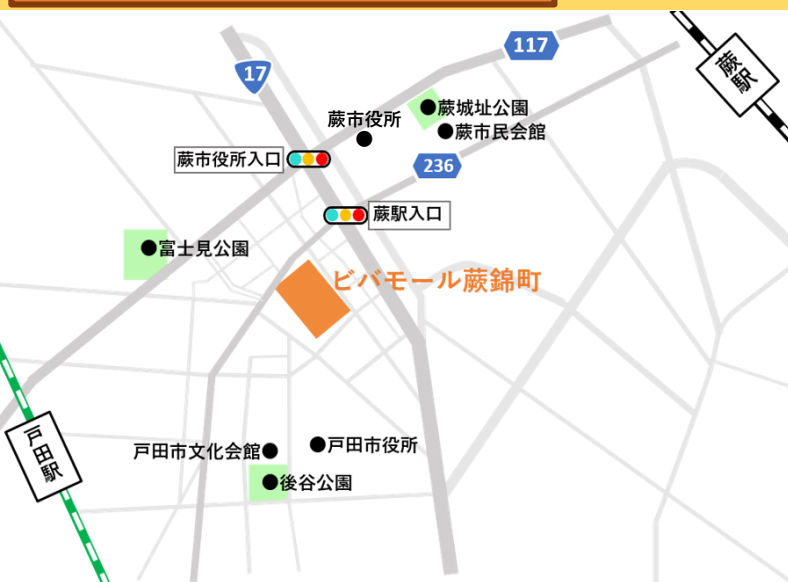 117
17
蕨駅
蕨城址公園
蕨市役所
蕨市民会館
蕨市役所入口
236
蕨駅入口
富士見公園
ビバモール蕨錦町
戸田駅
戸田市文化会館
戸田市役所
後谷公園